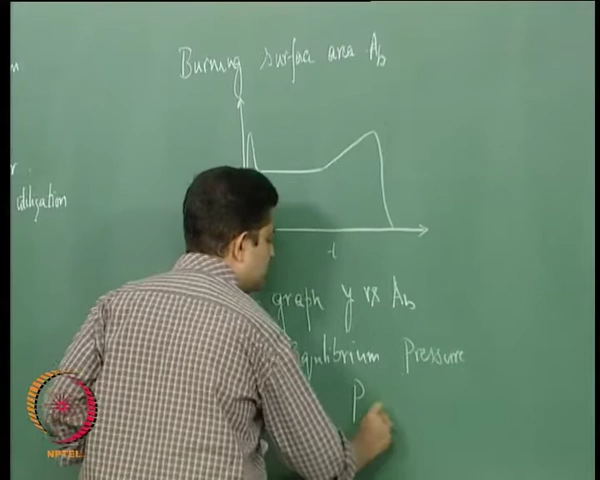 n
Burning surface area Ab
r.
utilization
t
graph y vs Ab
Equilibrium Pressure
P
NPTEL